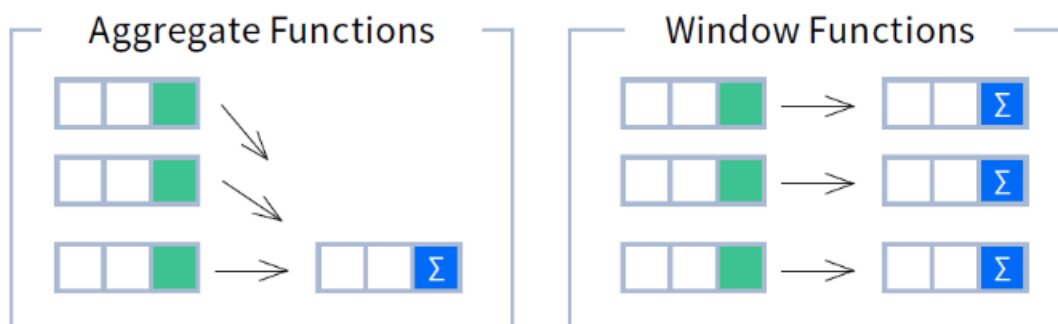 Aggregate Functions
Window Functions
Σ
Σ
Σ
Σ